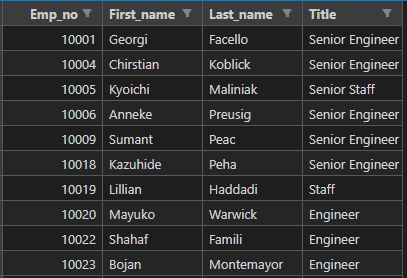 Emp_no First_name Last_name Title
10001 Georgi Facello Senior Engineer
10004 Chirstian Koblick Senior Engineer
10005 Kyoichi Maliniak Senior Staff
10006 Anneke Preusig Senior Engineer
10009 Sumant Peac Senior Engineer
10018 Kazuhide Peha Senior Engineer
10019 Lillian Haddadi Staff
10020 Mayuko Warwick Engineer
10022 Shahaf Famili Engineer
10023 Bojan Montemayor Engineer